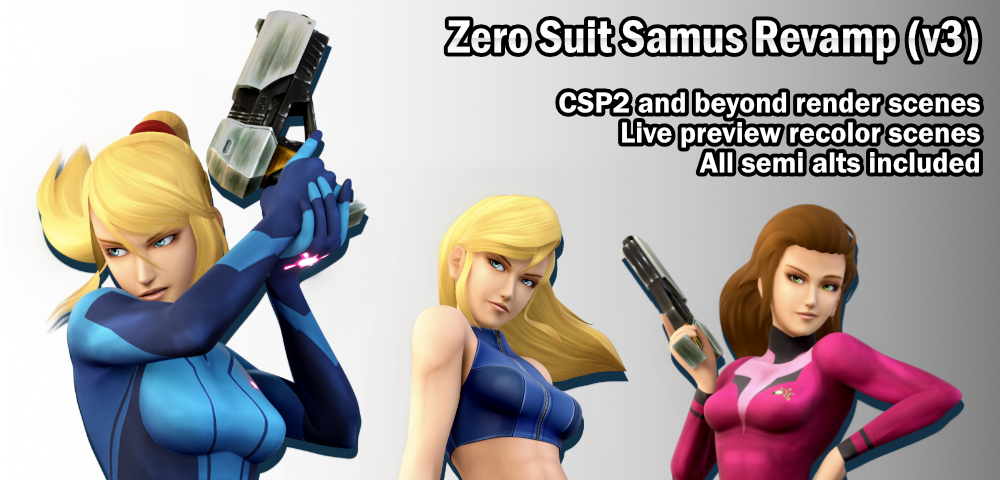 Zero Suit Samus Revamp (v3)
CSP2 and beyond render scenes
Live preview recolor scenes
All semi alts included